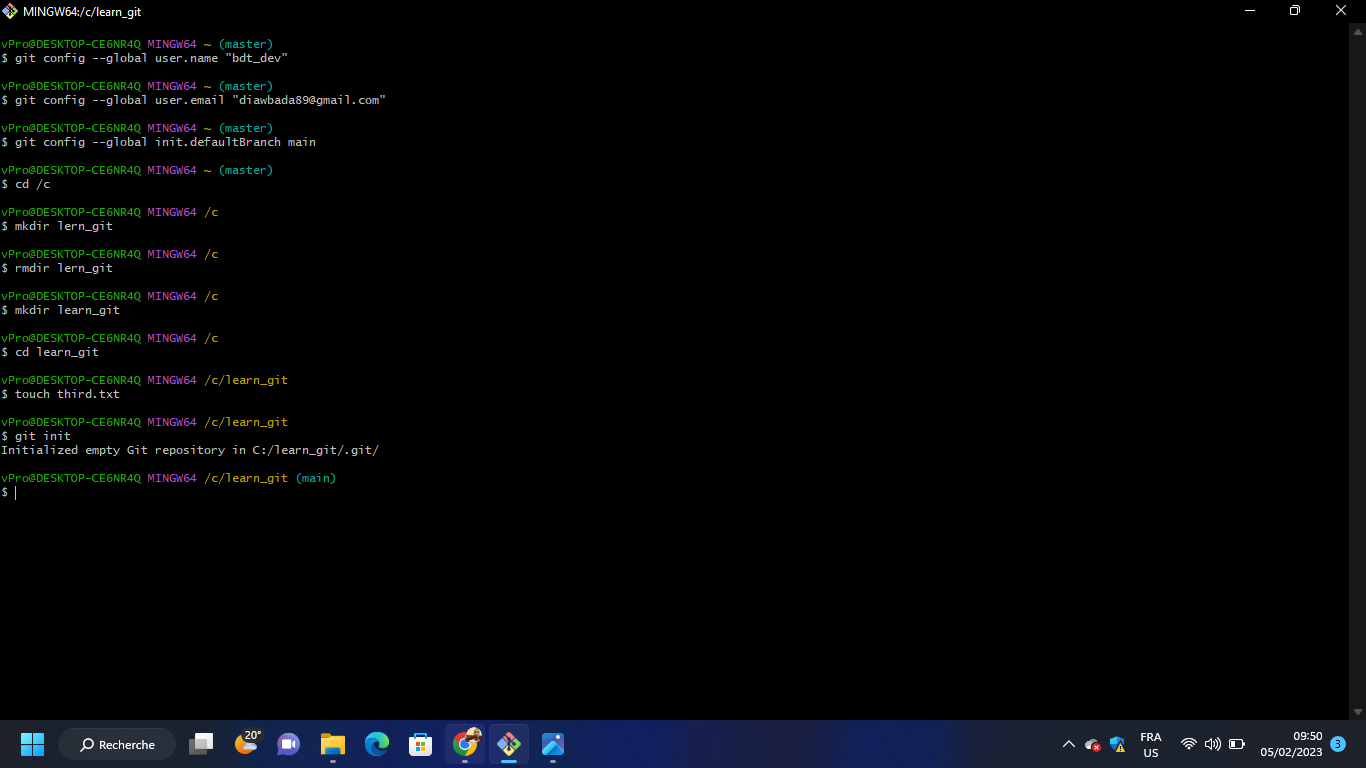 MINGW64:/c/learn_git
vPro@DESKTOP-CE6NR4Q MINGW64 ~ (master)
$ git config --global user.name "bdt_dev"
vPro@DESKTOP-CE6NR4Q MINGW64 ~ (master)
$ git config --global user.email "diawbada89@gmail.com"
vPro@DESKTOP-CE6NR4Q MINGW64 ~ (master)
$ git config --global init.defaultBranch main
vPro@DESKTOP-CE6NR4Q MINGW64 ~ (master)
$ cd /c
vPro@DESKTOP-CE6NR4Q MINGW64 /c
$ mkdir lern_git
vPro@DESKTOP-CE6NR4Q MINGW64 /c
$ rmdir lern_git
vPro@DESKTOP-CE6NR4Q MINGW64 /c
$ mkdir learn_git
vPro@DESKTOP-CE6NR4Q MINGW64 /c
$ cd learn_git
vPro@DESKTOP-CE6NR4Q MINGW64 /c/learn_git
$ touch third.txt
vPro@DESKTOP-CE6NR4Q MINGW64 /c/learn_git
$ git init
Initialized empty Git repository in C:/learn_git/.git/
vPro@DESKTOP-CE6NR4Q MINGW64 /c/learn_git (main)
$
Recherche
20°
FRA
US
09:50
05/02/2023
3